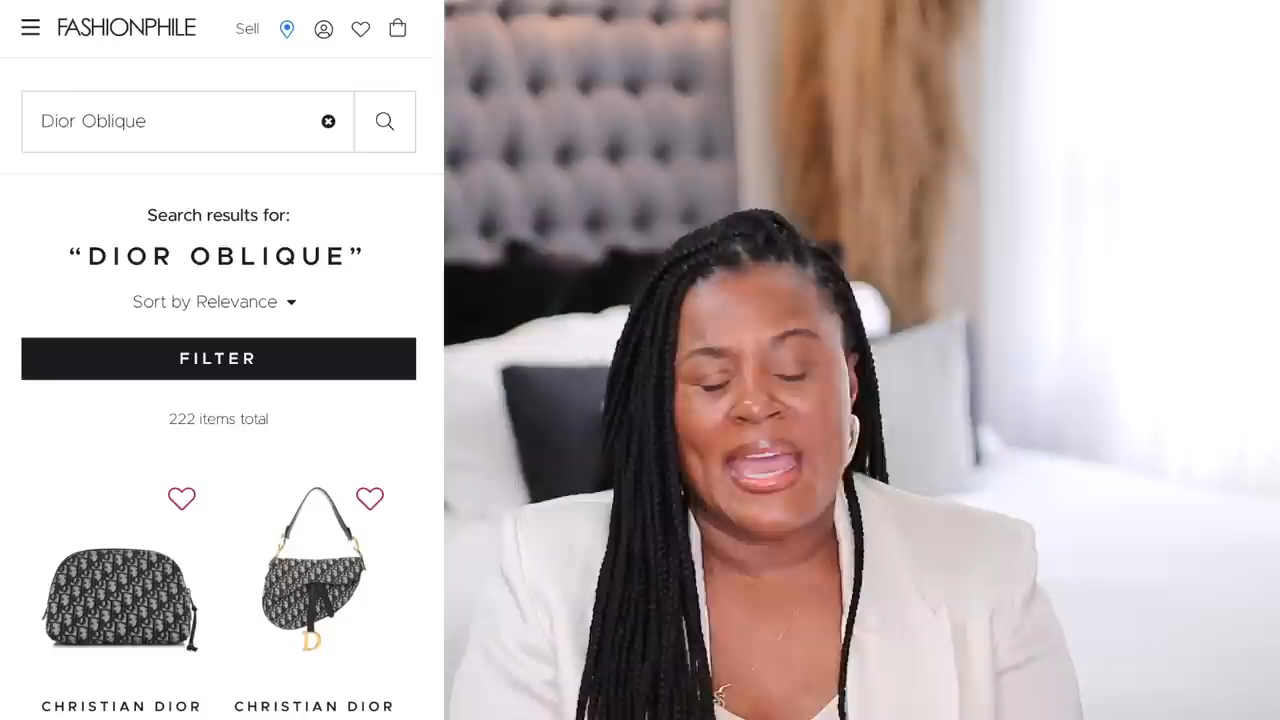 FASHIONPHILE
Sell
Dior Oblique
Search results for:
“DIOR OBLIQUE”
Sort by Relevance
FILTER
222 items total
CHRISTIAN DIOR
CHRISTIAN DIOR